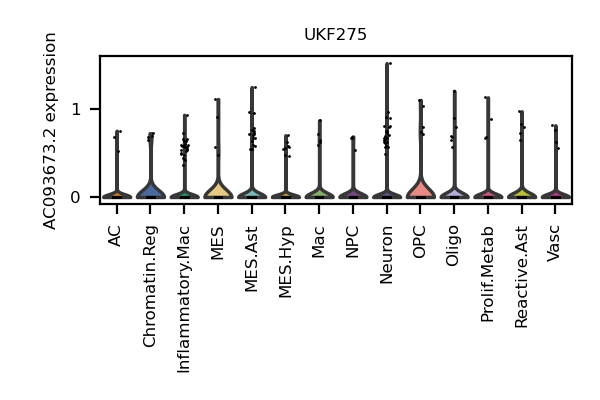 UKF275
AC093673.2 expression
1
0
AC
Chromatin.Reg
Inflammatory.Mac
MES
MES.Ast
MES.Hyp
Mac
NPC
Neuron
OPC
Oligo
Prolif.Metab
Reactive.Ast
Vasc